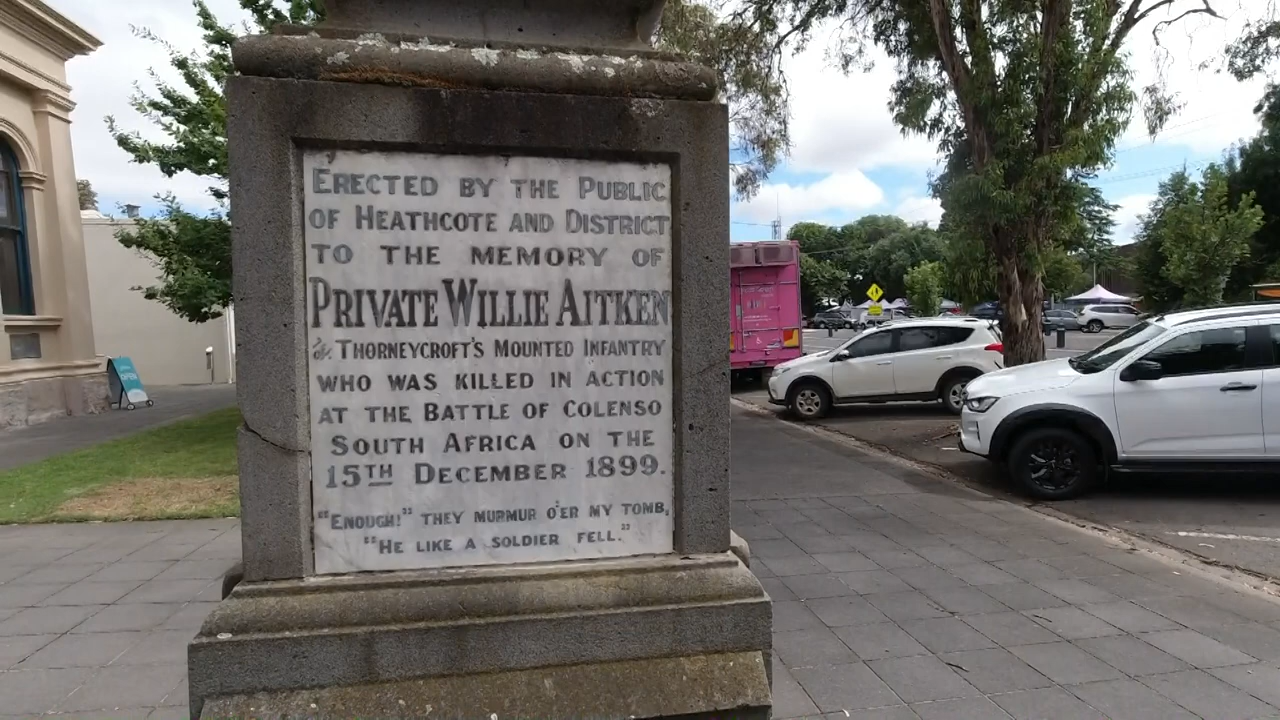 ERECTED BY THE PUBLIC
OF HEATHCOTE AND DISTRICT
TO THE MEMORY OF
PRIVATE WILLIE AITKEN
OF THORNEYCROFT'S MOUNTED INFANTRY
WHO WAS KILLED IN ACTION
AT THE BATTLE OF COLENSO
SOUTH AFRICA ON THE
15TH DECEMBER 1899.
"ENOUGH!" THEY MURMUR O'ER MY TOMB,
"HE LIKE A SOLDIER FELL."
OPEN